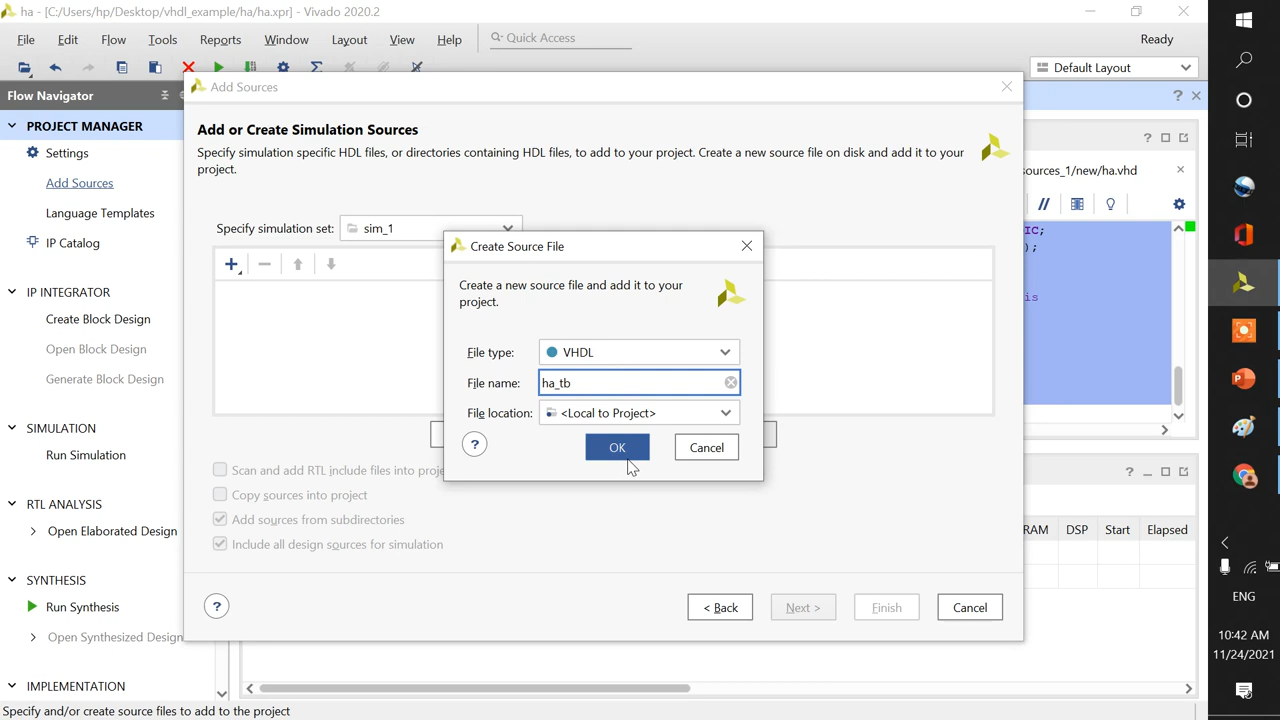 ha - [C:/Users/hp/Desktop/vhdl_example/ha/ha.xpr] - Vivado 2020.2
File Edit Flow Tools Reports Window Layout View Help Quick Access Ready
Default Layout
Flow Navigator
PROJECT MANAGER
Settings
Add Sources
Language Templates
IP Catalog
IP INTEGRATOR
Create Block Design
Open Block Design
Generate Block Design
SIMULATION
Run Simulation
RTL ANALYSIS
Open Elaborated Design
SYNTHESIS
Run Synthesis
Open Synthesized Design
IMPLEMENTATION
Add Sources
Add or Create Simulation Sources
Specify simulation specific HDL files, or directories containing HDL files, to add to your project. Create a new source file on disk and add it to your
project.
Specify simulation set: sim_1
Create Source File
Create a new source file and add it to your
project.
File type: VHDL
File name: ha_tb
File location: <Local to Project>
? OK Cancel
Scan and add RTL include files into proje
Copy sources into project
Add sources from subdirectories
Include all design sources for simulation
? < Back Next > Finish Cancel
ources_1/new/ha.vhd
//
IC;
);
is
RAM DSP Start Elapsed
Specify and/or create source files to add to the project
ENG
10:42 AM
11/24/2021